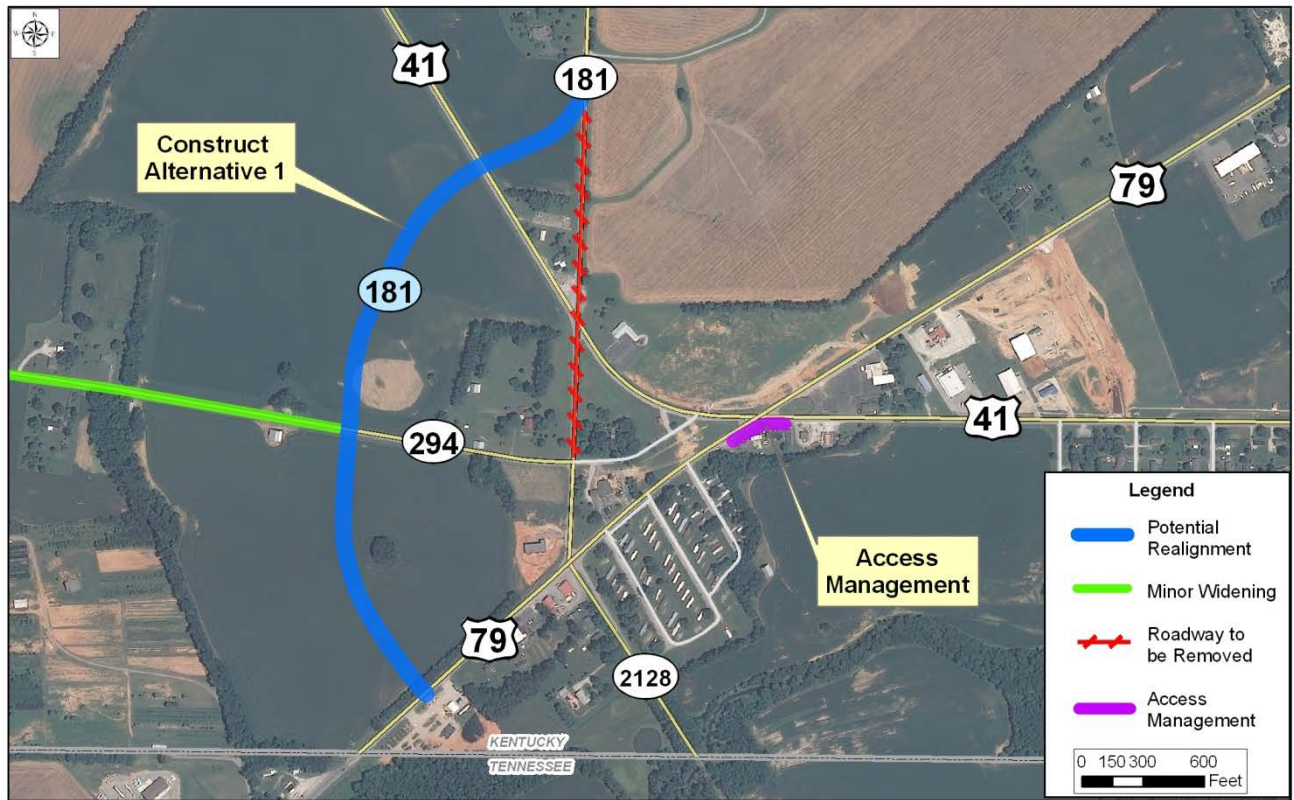 N
W E
S
41
181
Construct
Alternative 1
79
181
294
41
Access
Management
79
2128
KENTUCKY
TENNESSEE
Legend
Potential
Realignment
Minor Widening
Roadway to
be Removed
Access
Management
0 150 300 600
Feet